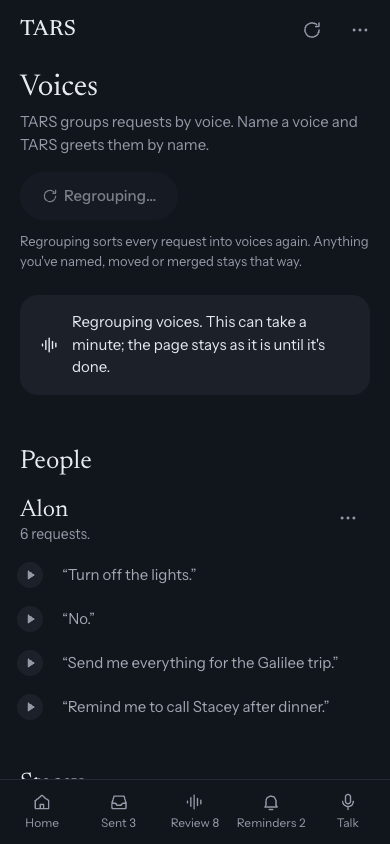 TARS
Voices
TARS groups requests by voice. Name a voice and
TARS greets them by name.
Regrouping...
Regrouping sorts every request into voices again. Anything
you've named, moved or merged stays that way.
Regrouping voices. This can take a
minute; the page stays as it is until it's
done.
People
Alon
6 requests.
“Turn off the lights.”
“No.”
“Send me everything for the Galilee trip.”
“Remind me to call Stacey after dinner.”
Home
Sent 3
Review 8
Reminders 2
Talk